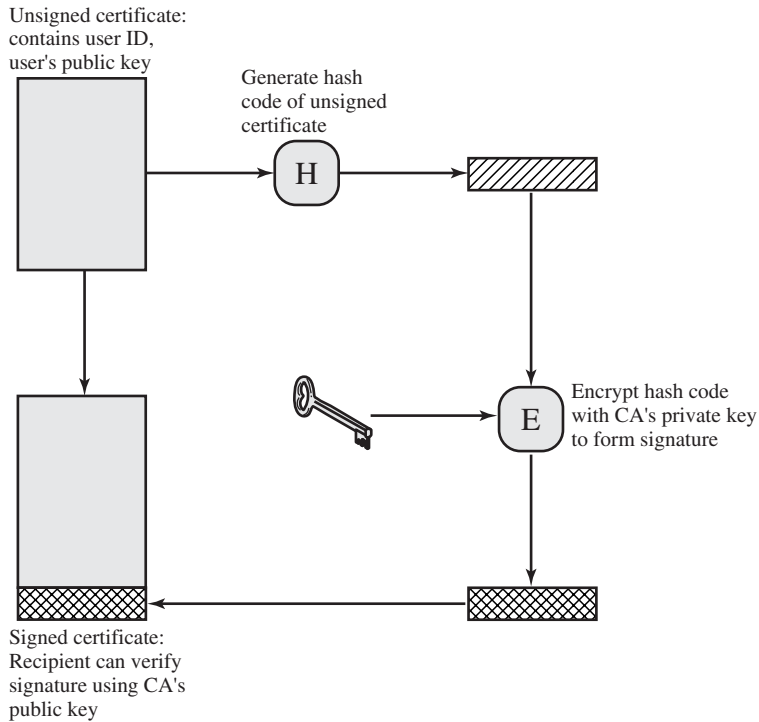 Unsigned certificate:
contains user ID,
user's public key
Generate hash
code of unsigned
certificate
H
Encrypt hash code
with CA's private key
to form signature
E
Signed certificate:
Recipient can verify
signature using CA's
public key